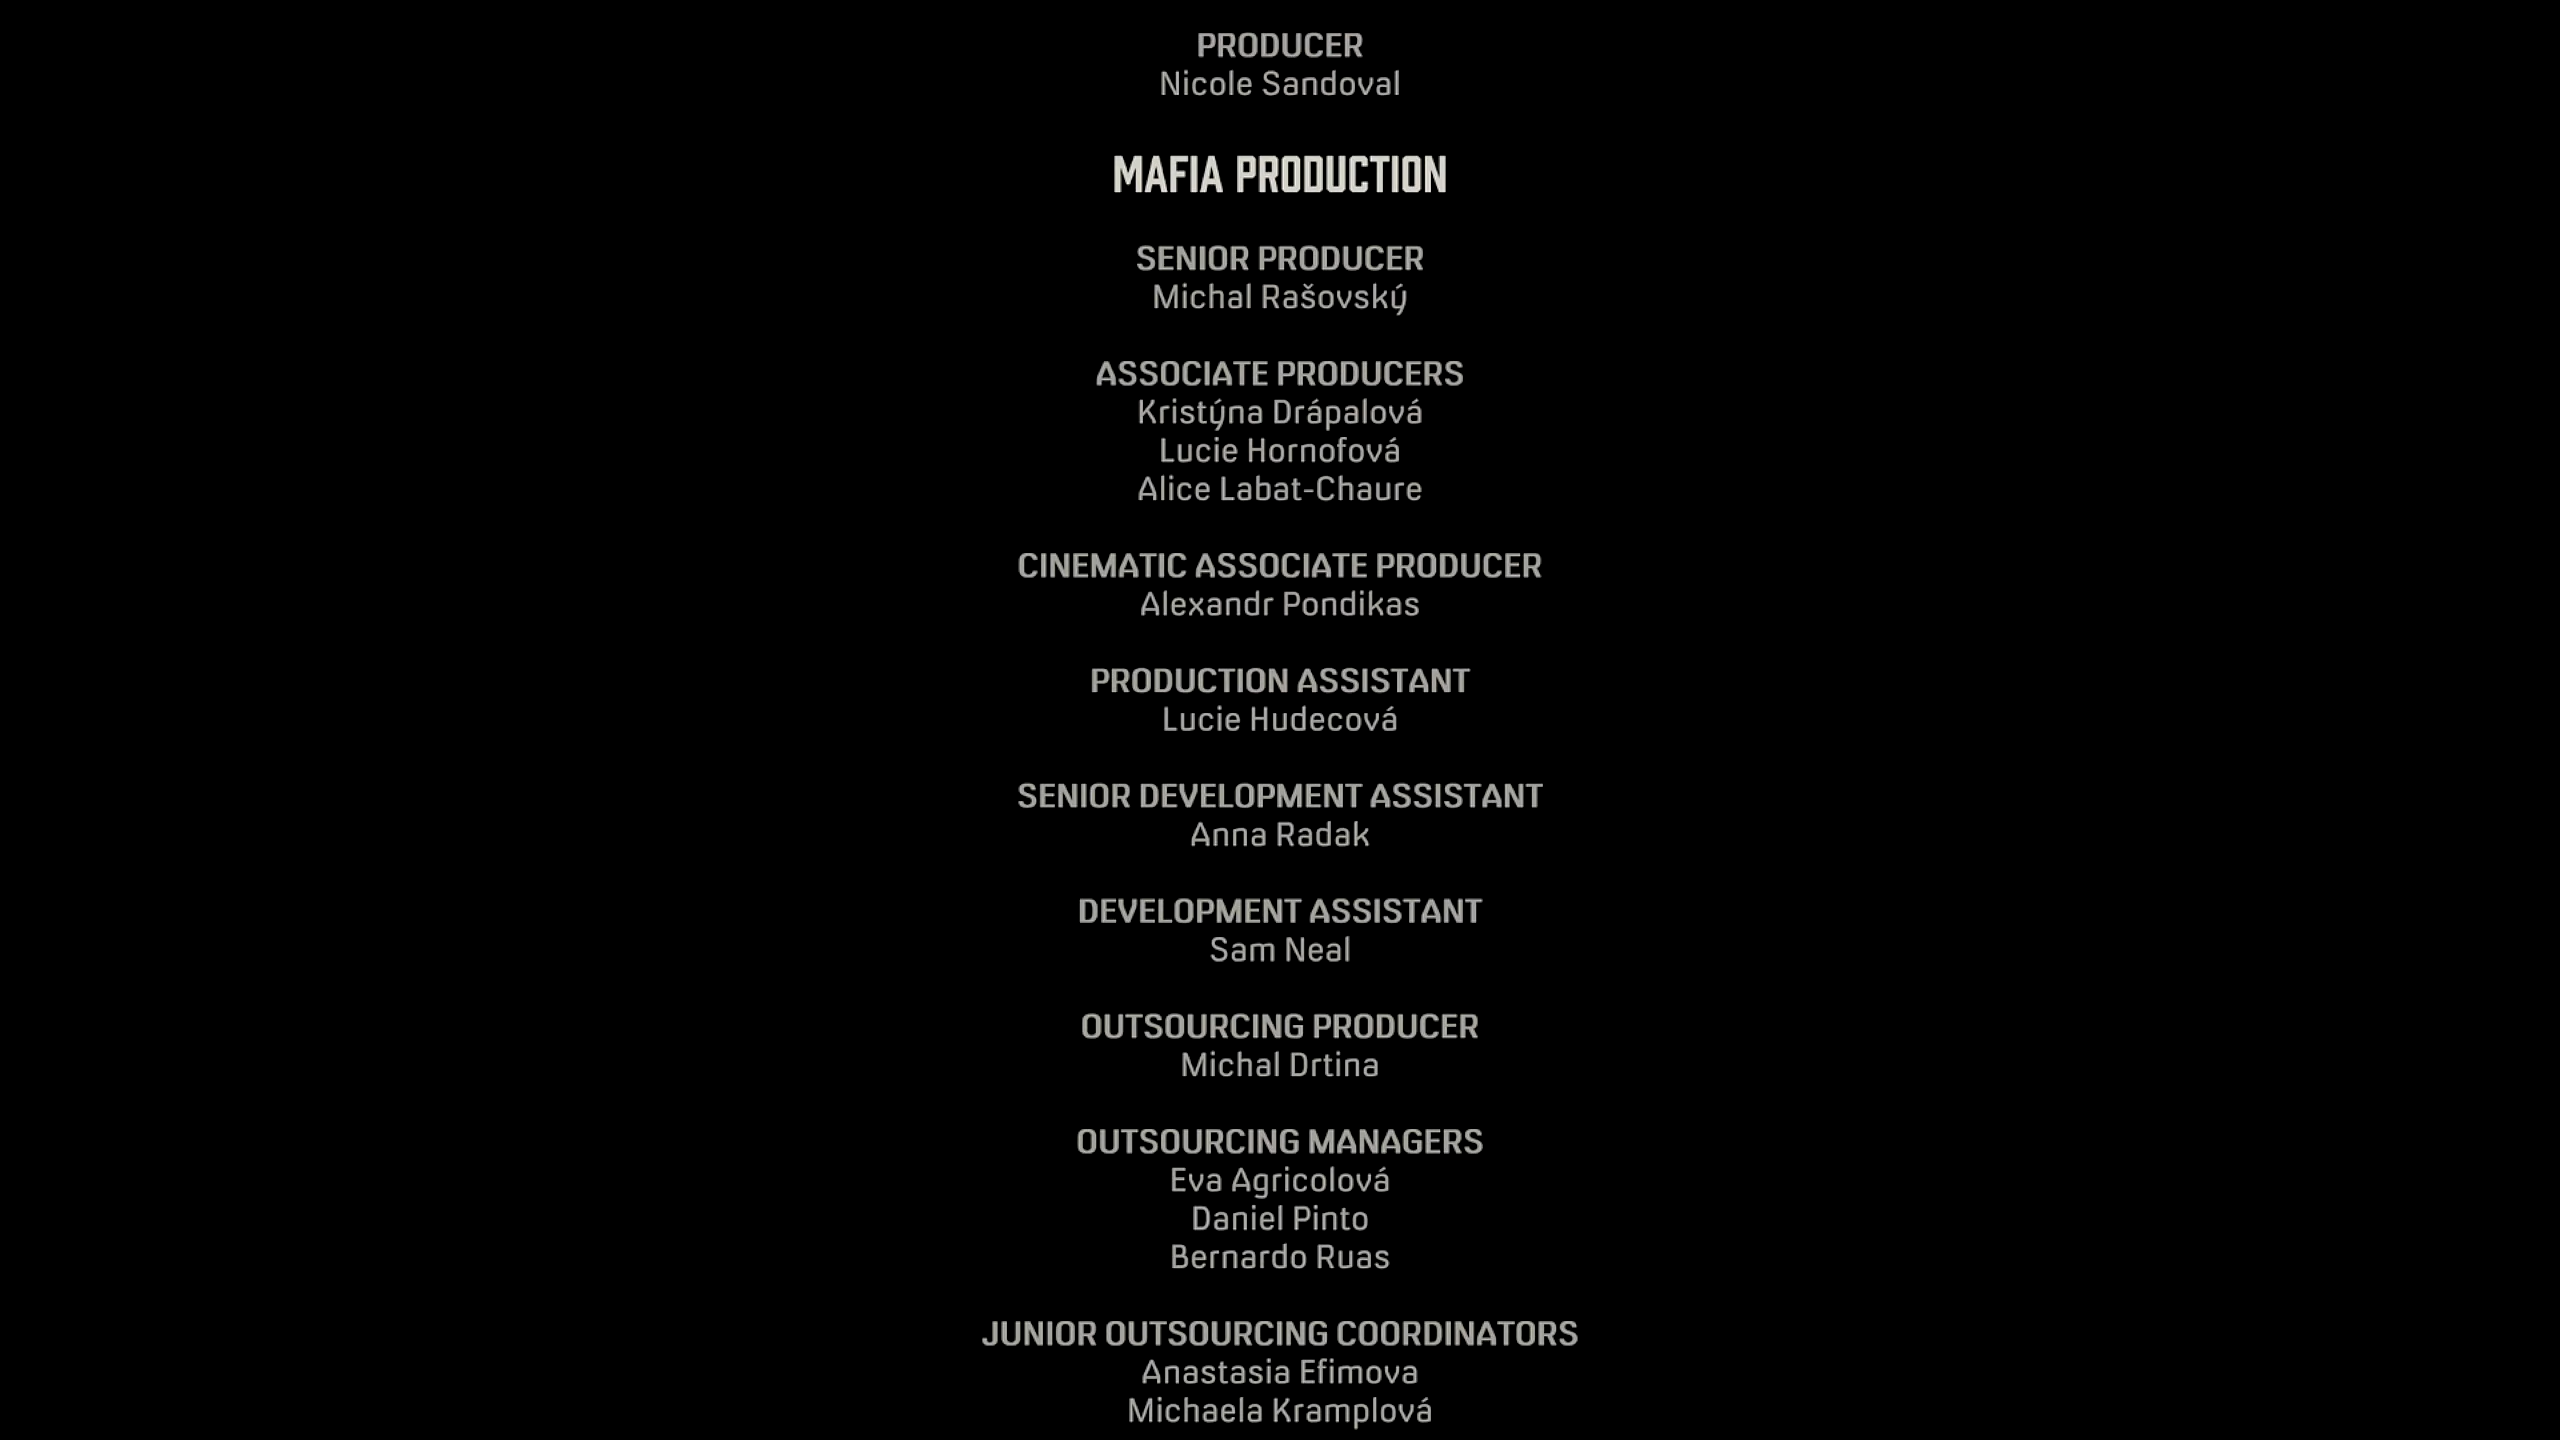 PRODUCER
Nicole Sandoval
MAFIA PRODUCTION
SENIOR PRODUCER
Michal Rašovský
ASSOCIATE PRODUCERS
Kristýna Drápalová
Lucie Hornofová
Alice Labat-Chaure
CINEMATIC ASSOCIATE PRODUCER
Alexandr Pondikas
PRODUCTION ASSISTANT
Lucie Hudecová
SENIOR DEVELOPMENT ASSISTANT
Anna Radak
DEVELOPMENT ASSISTANT
Sam Neal
OUTSOURCING PRODUCER
Michal Drtina
OUTSOURCING MANAGERS
Eva Agricolová
Daniel Pinto
Bernardo Ruas
JUNIOR OUTSOURCING COORDINATORS
Anastasia Efimova
Michaela Kramplová